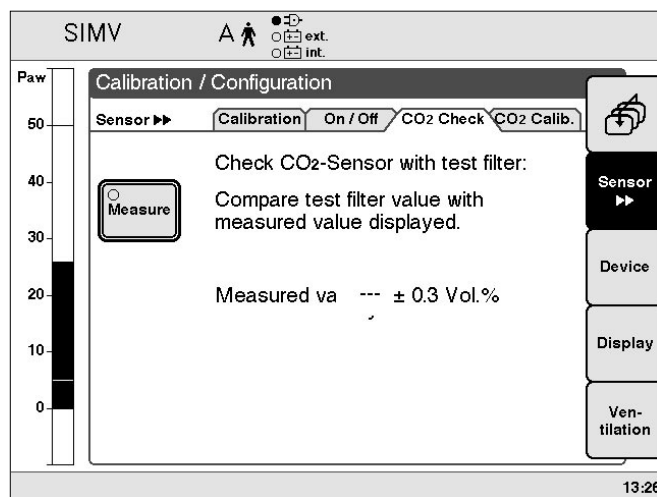 SIMV
A
ext.
int.
Paw
Calibration / Configuration
Sensor
Calibration On / Off CO2 Check CO2 Calib.
50
Check CO2-Sensor with test filter:
Measure
Compare test filter value with
measured value displayed.
40
30
20
10
0
Measured va --- ± 0.3 Vol.%
Sensor
Device
Display
Ven-
tilation
13:26